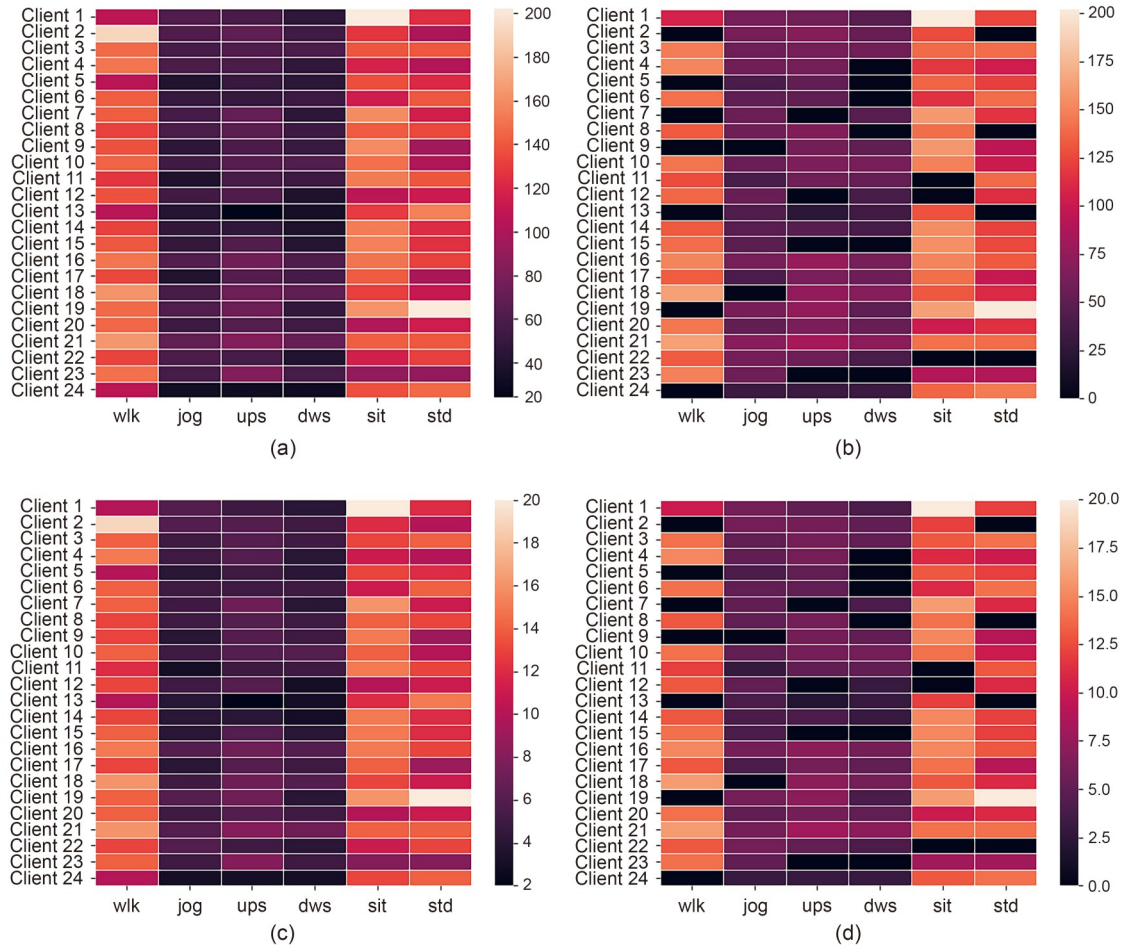 Client 1
Client 2
Client 3
Client 4
Client 5
Client 6
Client 7
Client 8
Client 9
Client 10
Client 11
Client 12
Client 13
Client 14
Client 15
Client 16
Client 17
Client 18
Client 19
Client 20
Client 21
Client 22
Client 23
Client 24
wlk jog ups dws sit std
200
180
160
140
120
100
80
60
40
20
(a)
Client 1
Client 2
Client 3
Client 4
Client 5
Client 6
Client 7
Client 8
Client 9
Client 10
Client 11
Client 12
Client 13
Client 14
Client 15
Client 16
Client 17
Client 18
Client 19
Client 20
Client 21
Client 22
Client 23
Client 24
wlk jog ups dws sit std
200
175
150
125
100
75
50
25
0
(b)
Client 1
Client 2
Client 3
Client 4
Client 5
Client 6
Client 7
Client 8
Client 9
Client 10
Client 11
Client 12
Client 13
Client 14
Client 15
Client 16
Client 17
Client 18
Client 19
Client 20
Client 21
Client 22
Client 23
Client 24
wlk jog ups dws sit std
20
18
16
14
12
10
8
6
4
2
(c)
Client 1
Client 2
Client 3
Client 4
Client 5
Client 6
Client 7
Client 8
Client 9
Client 10
Client 11
Client 12
Client 13
Client 14
Client 15
Client 16
Client 17
Client 18
Client 19
Client 20
Client 21
Client 22
Client 23
Client 24
wlk jog ups dws sit std
20.0
17.5
15.0
12.5
10.0
7.5
5.0
2.5
0.0
(d)